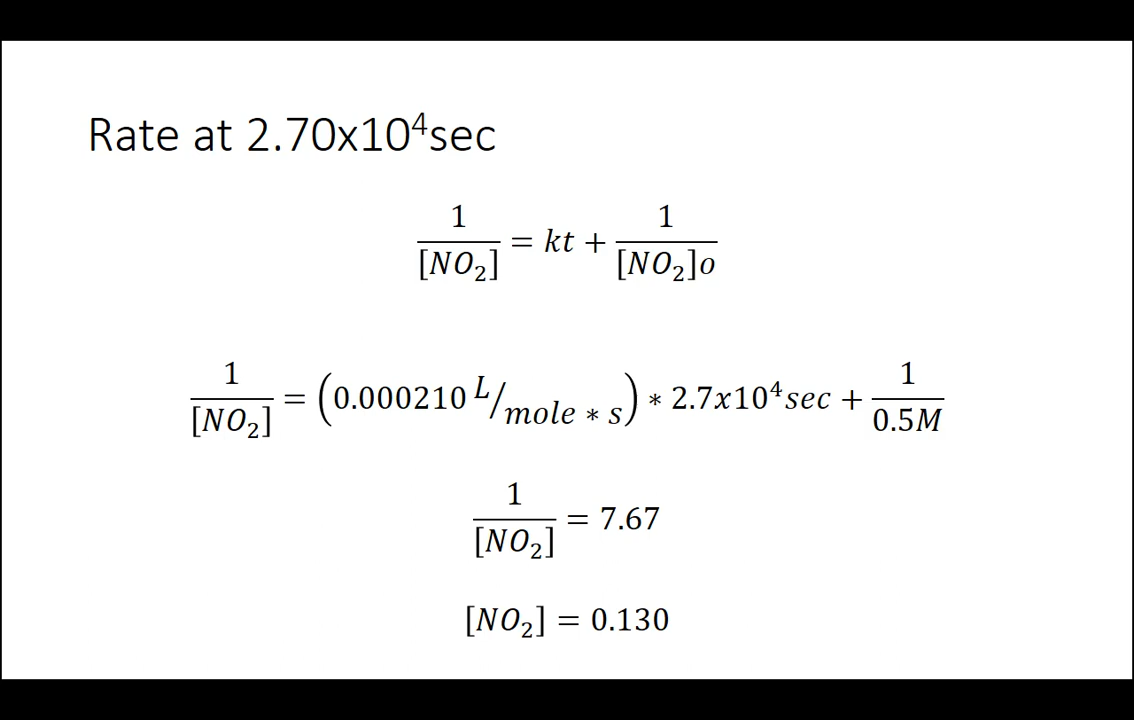 Rate at 2.70x10⁴sec
1/[NO₂] = kt + 1/[NO₂]o
1/[NO₂] = (0.000210 L/mole * s) * 2.7x10⁴sec + 1/0.5M
1/[NO₂] = 7.67
[NO₂] = 0.130